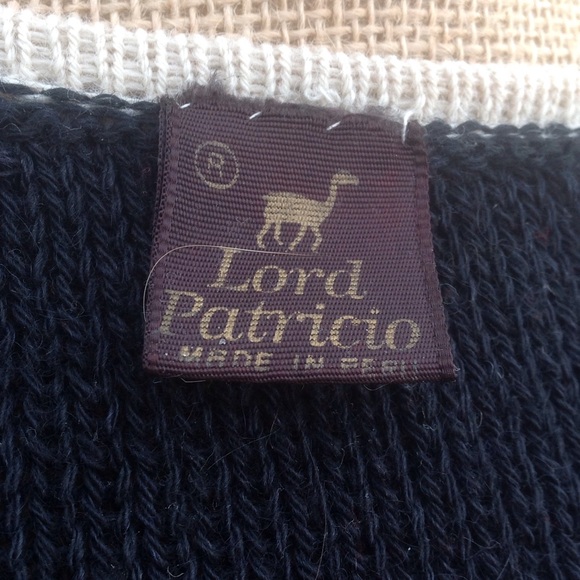 ®
Lord
Patricio
MADE IN PERU